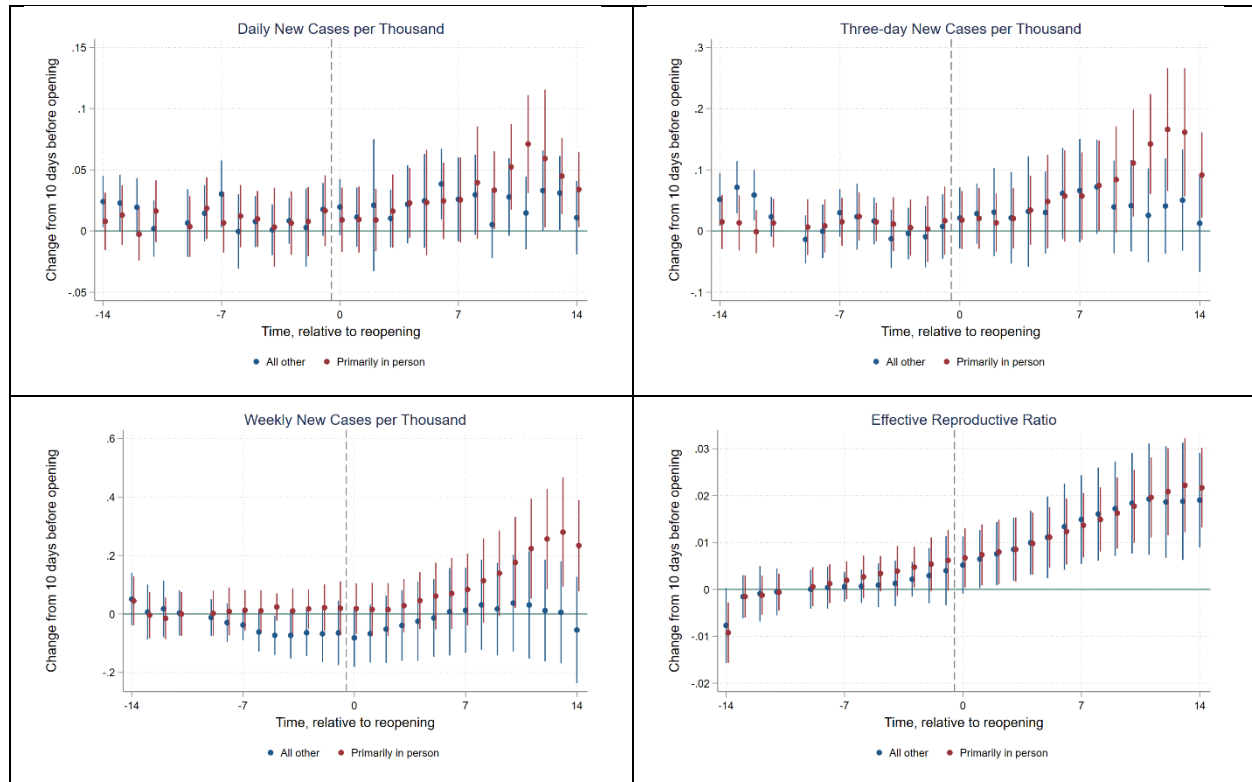 Daily New Cases per Thousand
Change from 10 days before opening
.15
.1
.05
0
-.05
-14
-7
0
7
14
Time, relative to reopening
All other
Primarily in person
Three-day New Cases per Thousand
Change from 10 days before opening
.3
.2
.1
0
-.1
-14
-7
0
7
14
Time, relative to reopening
All other
Primarily in person
Weekly New Cases per Thousand
Change from 10 days before opening
.6
.4
.2
0
-.2
-14
-7
0
7
14
Time, relative to reopening
All other
Primarily in person
Effective Reproductive Ratio
Change from 10 days before opening
.03
.02
.01
0
-.01
-.02
-14
-7
0
7
14
Time, relative to reopening
All other
Primarily in person